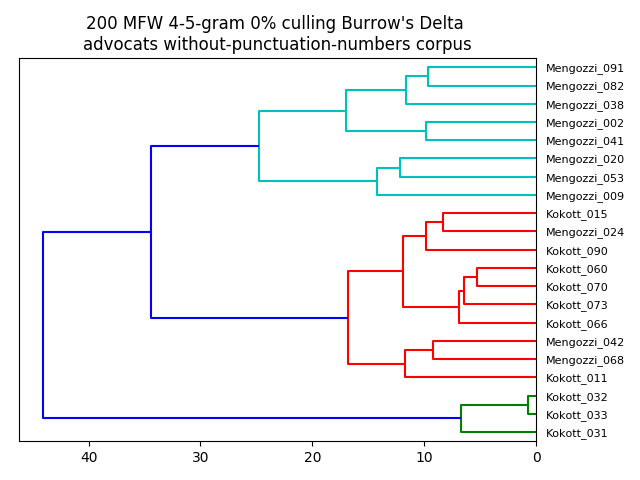 200 MFW 4-5-gram 0% culling Burrow's Delta
advocats without-punctuation-numbers corpus
Mengozzi_091
Mengozzi_082
Mengozzi_038
Mengozzi_002
Mengozzi_041
Mengozzi_020
Mengozzi_053
Mengozzi_009
Kokott_015
Mengozzi_024
Kokott_090
Kokott_060
Kokott_070
Kokott_073
Kokott_066
Mengozzi_042
Mengozzi_068
Kokott_011
Kokott_032
Kokott_033
Kokott_031
40 30 20 10 0